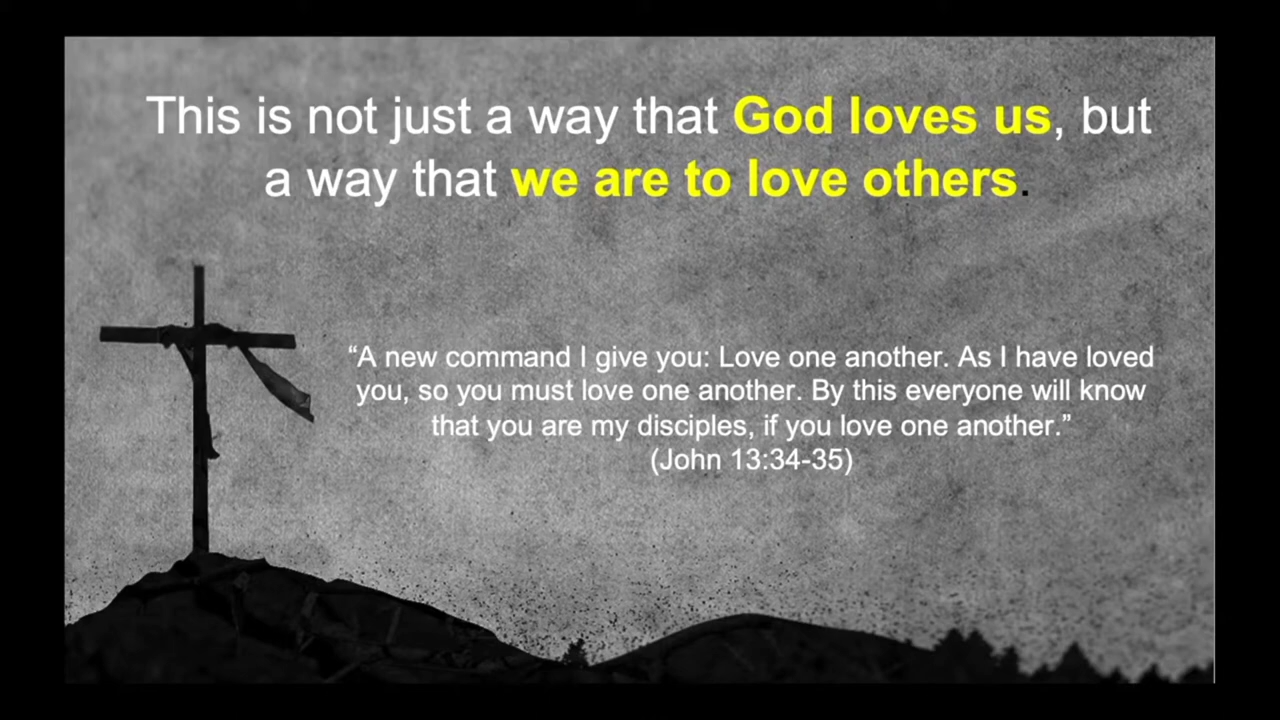 This is not just a way that God loves us, but
a way that we are to love others.
“A new command I give you: Love one another. As I have loved
you, so you must love one another. By this everyone will know
that you are my disciples, if you love one another.”
(John 13:34-35)